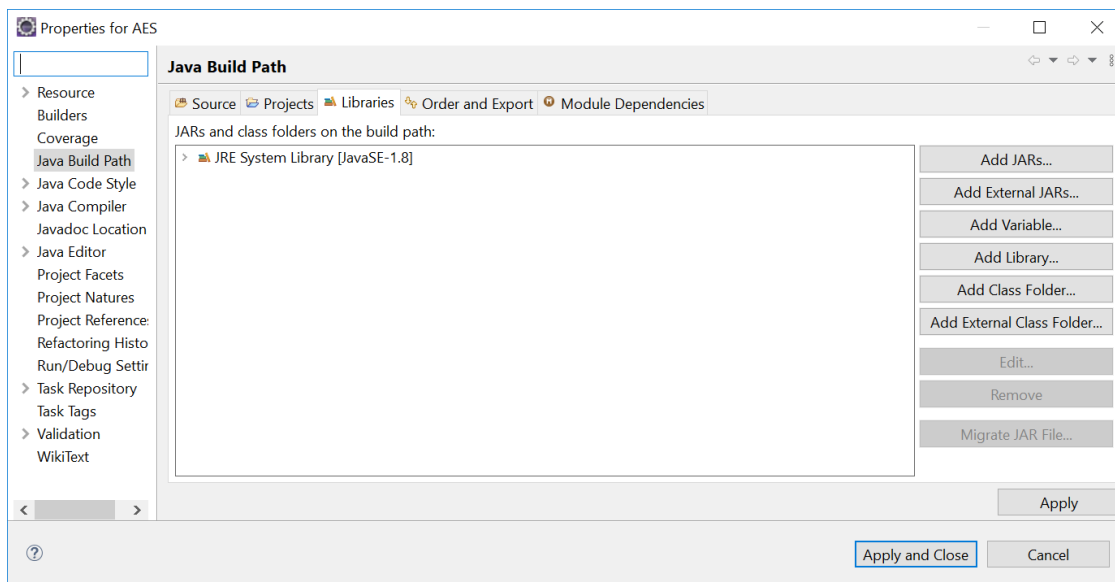 Properties for AES
Java Build Path
Resource
Builders
Coverage
Java Build Path
Java Code Style
Java Compiler
Javadoc Location
Java Editor
Project Facets
Project Natures
Project Reference
Refactoring Histo
Run/Debug Settir
Task Repository
Task Tags
Validation
WikiText
Source Projects Libraries Order and Export Module Dependencies
JARs and class folders on the build path:
JRE System Library [JavaSE-1.8]
Add JARs...
Add External JARs...
Add Variable...
Add Library...
Add Class Folder...
Add External Class Folder...
Edit...
Remove
Migrate JAR File...
Apply
Apply and Close Cancel